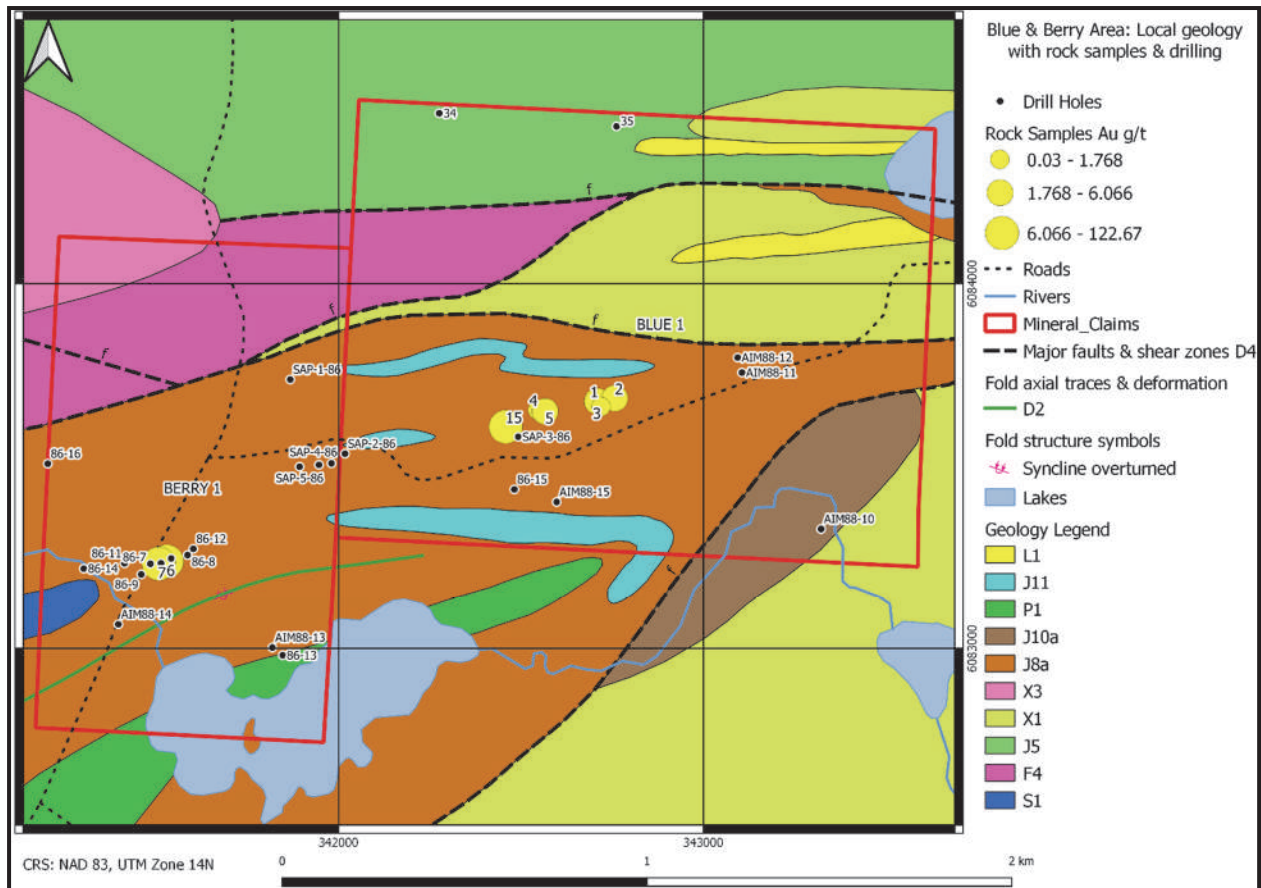 Blue & Berry Area: Local geology
with rock samples & drilling
Drill Holes
Rock Samples Au g/t
0.03 - 1.768
1.768 - 6.066
6.066 - 122.67
Roads
Rivers
Mineral_Claims
Major faults & shear zones D4
Fold axial traces & deformation
D2
Fold structure symbols
Syncline overturned
Lakes
Geology Legend
L1
J11
P1
J10a
J8a
X3
X1
J5
F4
S1
34
35
f
f
6084000
f
f
BLUE 1
f
AIM88-12
AIM88-11
SAP-1-86
1
2
4
3
5
15
SAP-3-86
SAP-2-86
SAP-4-86
SAP-5-86
86-16
BERRY 1
86-15
AIM88-15
AIM88-10
86-12
86-11
86-7
86-8
86-14
86-9
76
f
AIM88-14
AIM88-13
86-13
6083000
342000
343000
CRS: NAD 83, UTM Zone 14N
0
1
2 km